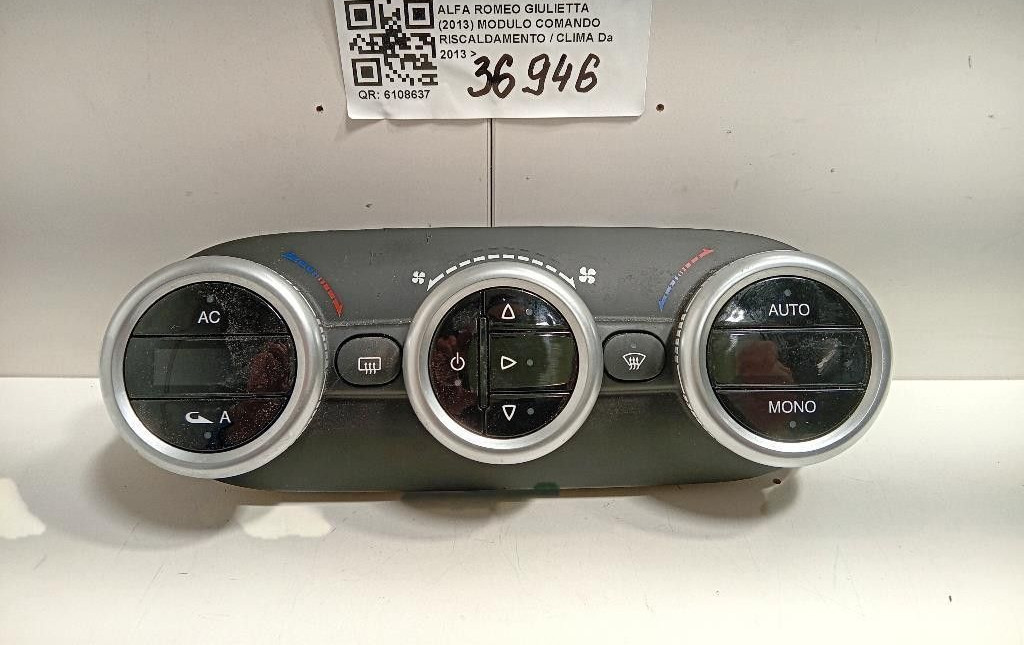 ALFA ROMEO GIULIETTA
(2013) MODULO COMANDO
RISCALDAMENTO / CLIMA Da
2013 >
36946
QR: 6108637
AC
A
AUTO
MONO